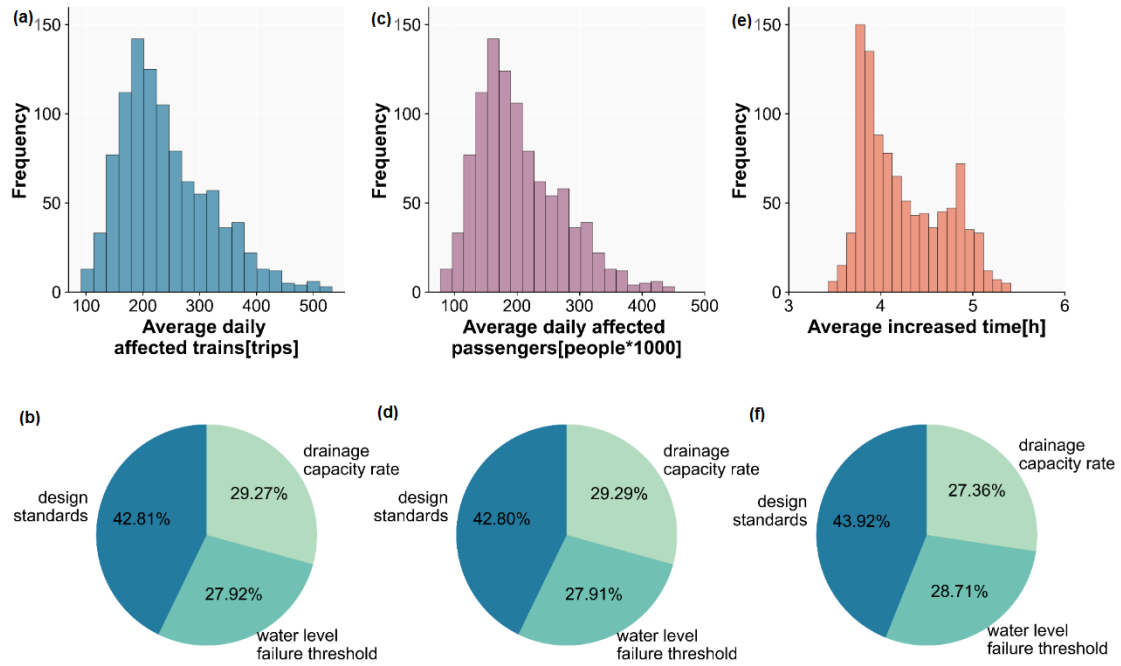 (a)
150
100
50
0
Frequency
100 200 300 400 500
Average daily
affected trains[trips]
(c)
150
100
50
0
Frequency
100 200 300 400 500
Average daily affected
passengers[people*1000]
(e)
150
100
50
0
Frequency
3 4 5 6
Average increased time[h]
(b)
drainage
capacity rate
29.27%
design
standards
42.81%
27.92%
water level
failure threshold
(d)
drainage
capacity rate
29.29%
design
standards
42.80%
27.91%
water level
failure threshold
(f)
drainage
capacity rate
27.36%
design
standards
43.92%
28.71%
water level
failure threshold